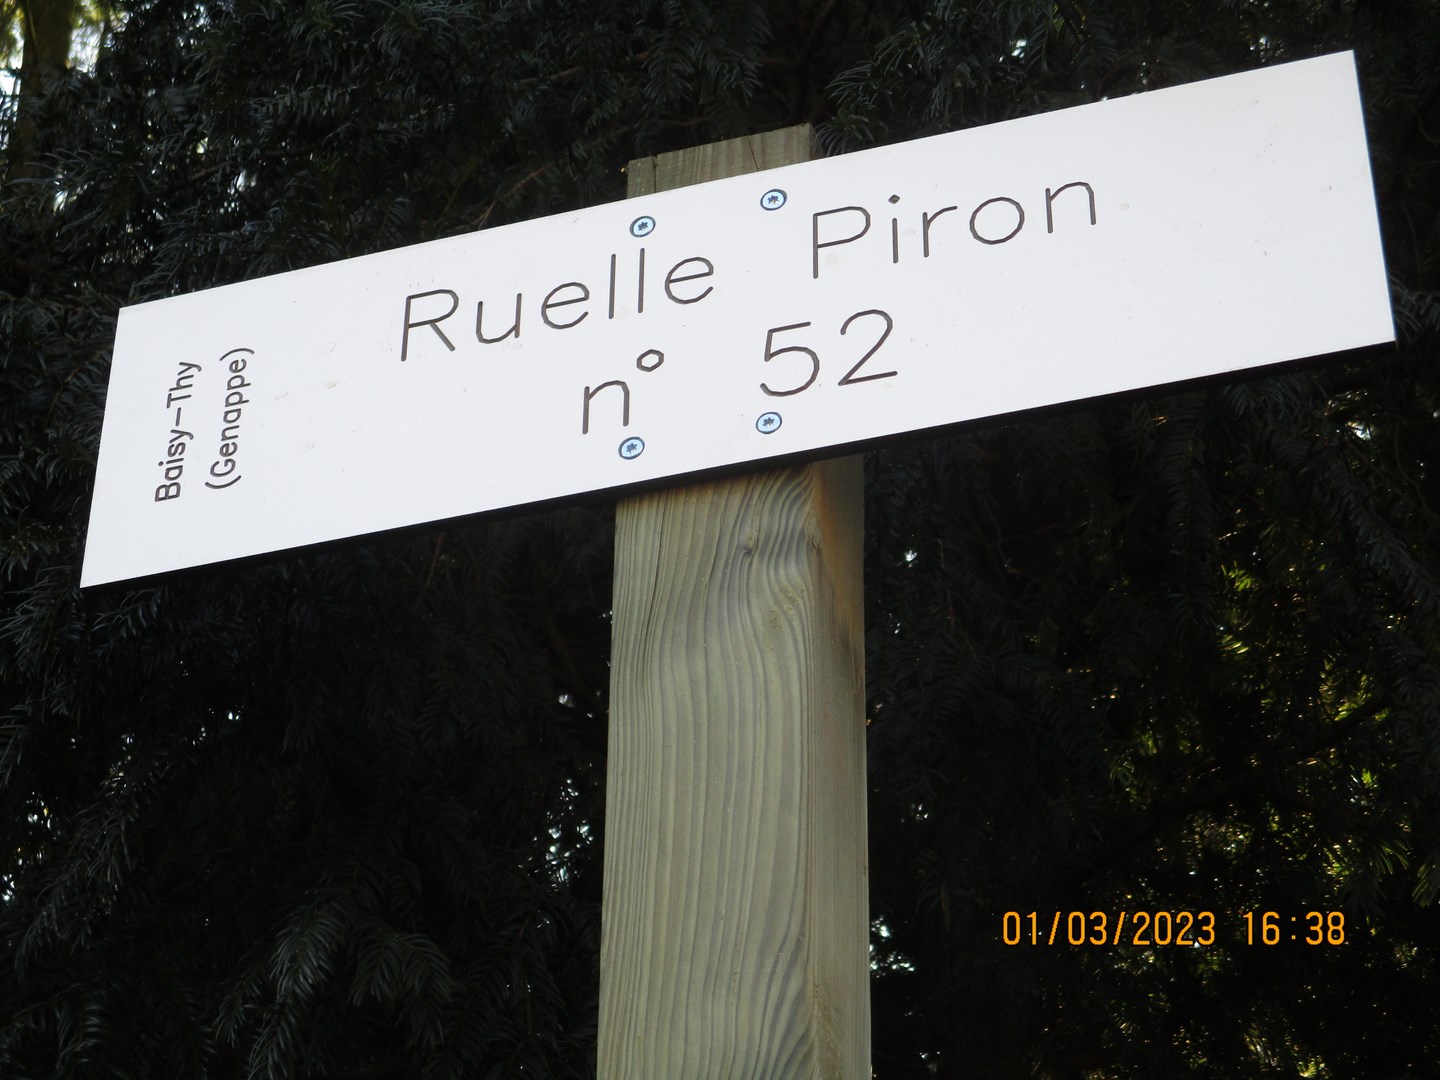 Ruelle Piron
n° 52
Baisy-Thy
(Genappe)
01/03/2023 16:38